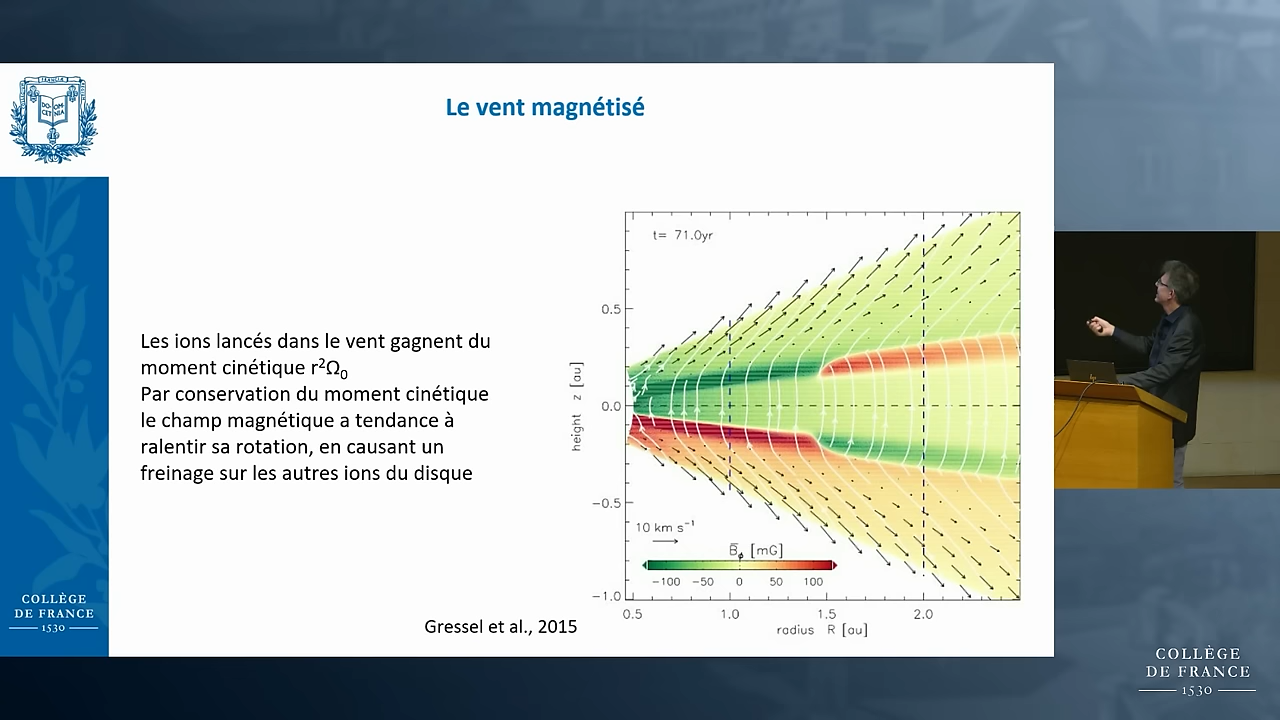 Le vent magnétisé
Les ions lancés dans le vent gagnent du
moment cinétique r²Ω₀
Par conservation du moment cinétique
le champ magnétique a tendance à
ralentir sa rotation, en causant un
freinage sur les autres ions du disque
Gressel et al., 2015
t= 71.0yr
0.5
0.0
−0.5
−1.0
height z [au]
10 km s⁻¹
B̅ᵩ [mG]
−100 −50 0 50 100
0.5 1.0 1.5 2.0
radius R [au]
COLLÈGE
DE FRANCE
1530
COLLÈGE
DE FRANCE
1530